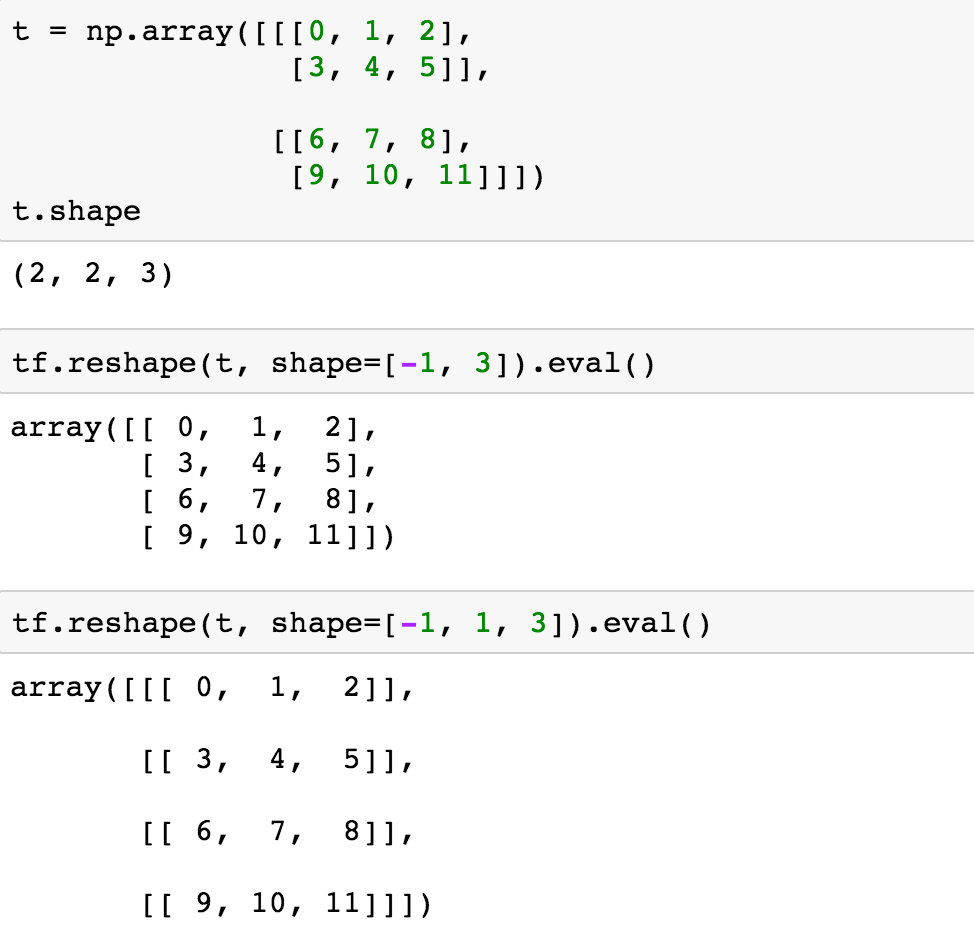 t = np.array([[[0, 1, 2],
               [3, 4, 5]],

              [[6, 7, 8],
               [9, 10, 11]]])
t.shape
(2, 2, 3)
tf.reshape(t, shape=[-1, 3]).eval()
array([[ 0,  1,  2],
       [ 3,  4,  5],
       [ 6,  7,  8],
       [ 9, 10, 11]])
tf.reshape(t, shape=[-1, 1, 3]).eval()
array([[[ 0,  1,  2]],

       [[ 3,  4,  5]],

       [[ 6,  7,  8]],

       [[ 9, 10, 11]]])